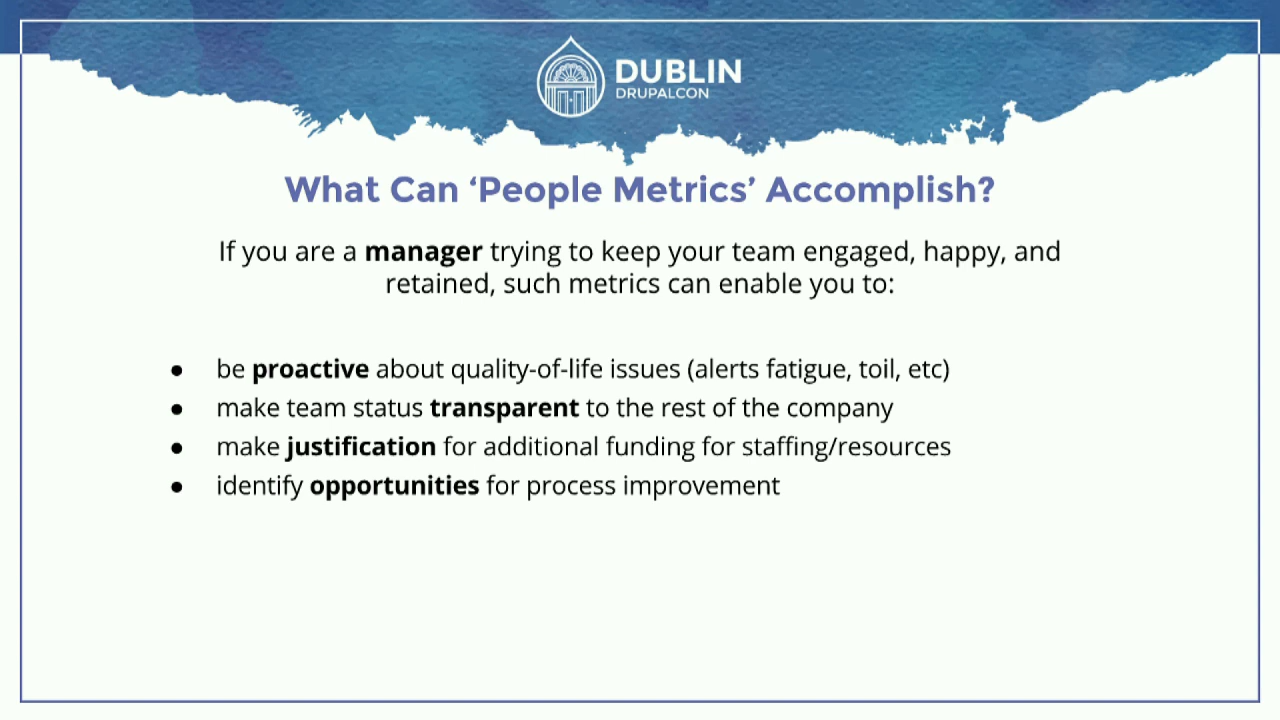 DUBLIN
DRUPALCON
What Can ‘People Metrics’ Accomplish?
If you are a manager trying to keep your team engaged, happy, and
retained, such metrics can enable you to:
● be proactive about quality-of-life issues (alerts fatigue, toil, etc)
● make team status transparent to the rest of the company
● make justification for additional funding for staffing/resources
● identify opportunities for process improvement